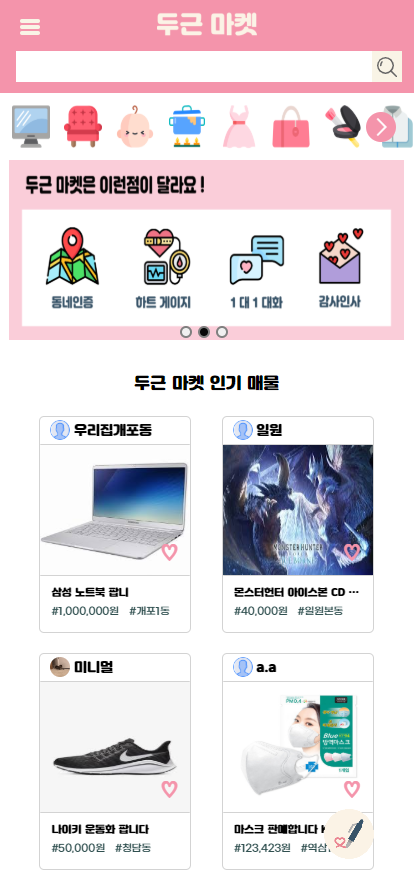 두근 마켓
두근 마켓은 이런점이 달라요 !
동네인증 하트 게이지 1 대 1 대화 감사인사
두근 마켓 인기 매물
우리집개포동
삼성 노트북 팝니
#1,000,000원 #개포1동
일원
MONSTER HUNTER
몬스터헌터 아이스본 CD ···
#40,000원 #일원본동
미니멀
나이키 운동화 팝니다
#50,000원 #청담동
a.a
Blue
방역마스크
마스크 판매합니다
#123,423원 #역삼